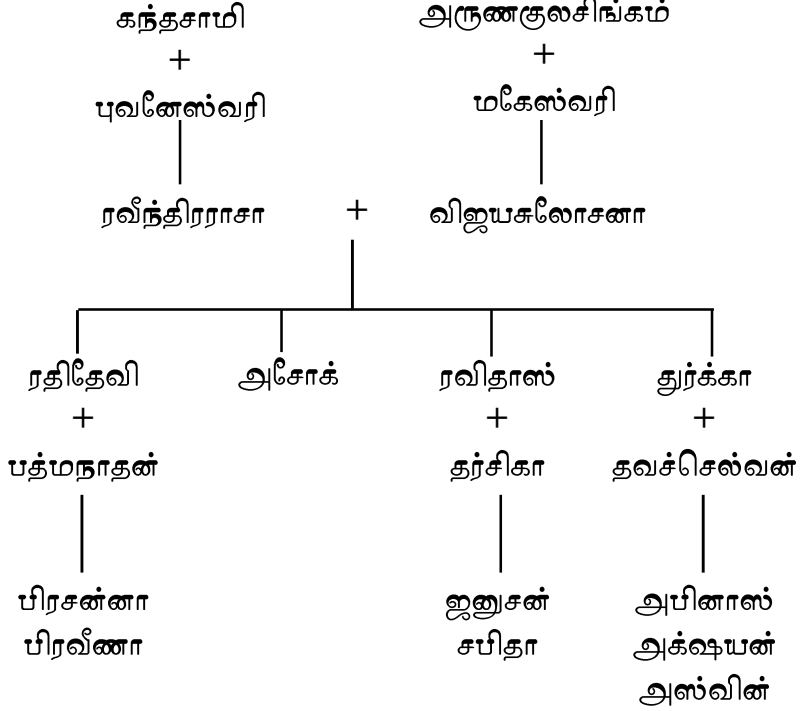 கந்தசாமி அருணகுலசிங்கம்
+ +
புவனேஸ்வரி மகேஸ்வரி
ரவீந்திரராசா + விஜயசுலோசனா
ரதிதேவி அசோக் ரவிதாஸ் துர்க்கா
+ + +
பத்மநாதன் தர்சிகா தவச்செல்வன்
பிரசன்னா ஜனுசன் அபினாஸ்
பிரவீணா சபிதா அக்ஷயன்
அஸ்வின்